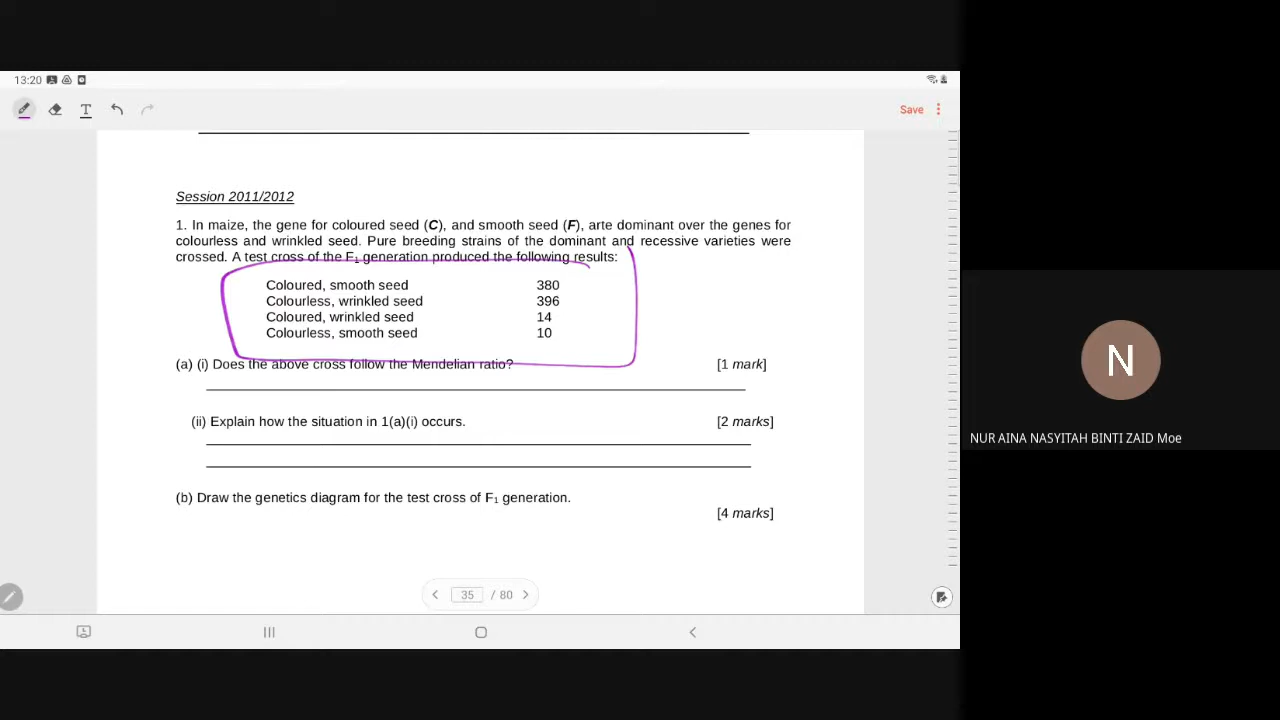 13:20
Save
Session 2011/2012
1. In maize, the gene for coloured seed (C), and smooth seed (F), arte dominant over the genes for
colourless and wrinkled seed. Pure breeding strains of the dominant and recessive varieties were
crossed. A test cross of the F1 generation produced the following results:
Coloured, smooth seed 380
Colourless, wrinkled seed 396
Coloured, wrinkled seed 14
Colourless, smooth seed 10
(a) (i) Does the above cross follow the Mendelian ratio? [1 mark]
(ii) Explain how the situation in 1(a)(i) occurs. [2 marks]
(b) Draw the genetics diagram for the test cross of F1 generation.
[4 marks]
35 / 80
N
NUR AINA NASYITAH BINTI ZAID Moe